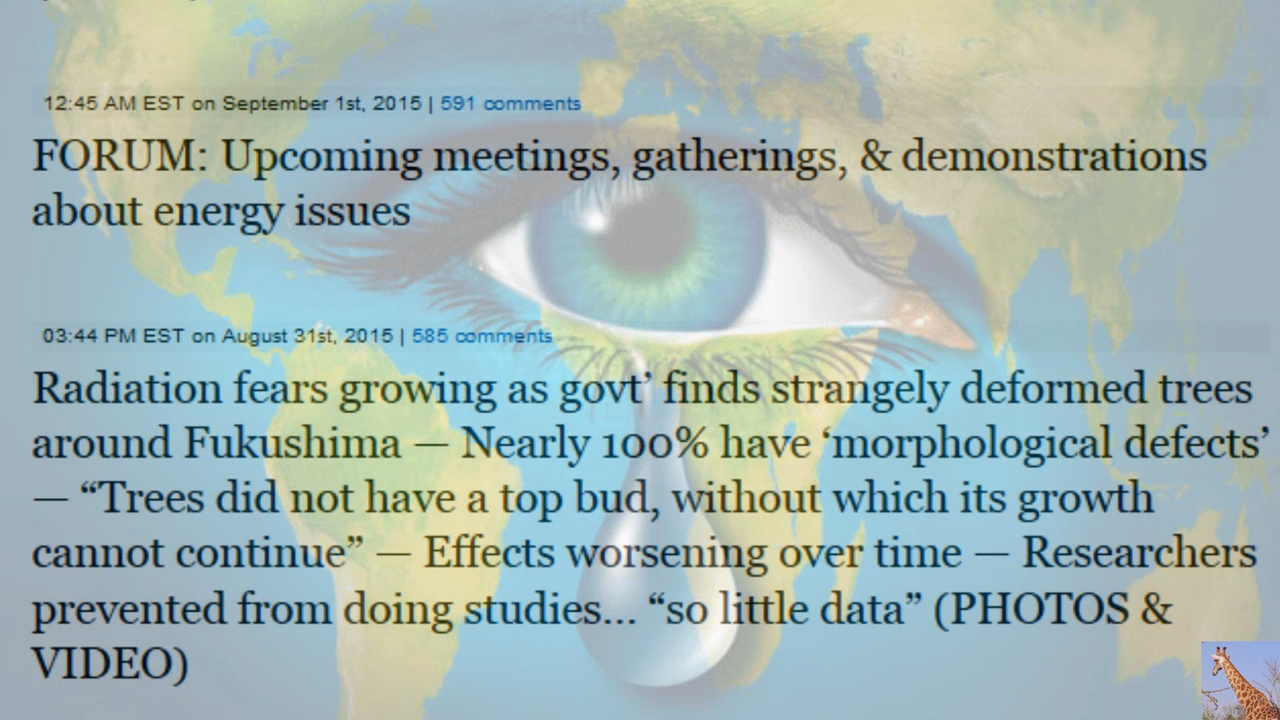 12:45 AM EST on September 1st, 2015 | 591 comments
FORUM: Upcoming meetings, gatherings, & demonstrations
about energy issues
03:44 PM EST on August 31st, 2015 | 585 comments
Radiation fears growing as govt’ finds strangely deformed trees
around Fukushima — Nearly 100% have ‘morphological defects’
— “Trees did not have a top bud, without which its growth
cannot continue” — Effects worsening over time — Researchers
prevented from doing studies... “so little data” (PHOTOS &
VIDEO)